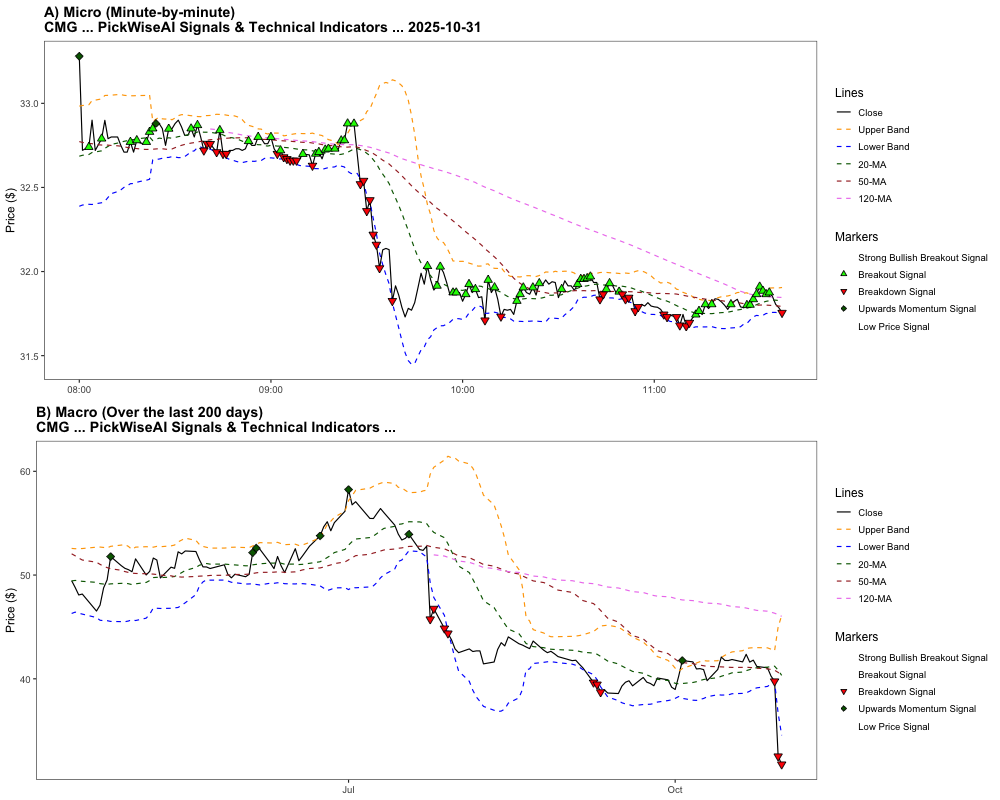 A) Micro (Minute-by-minute)
CMG ... PickWiseAI Signals & Technical Indicators ... 2025-10-31
Price ($)
33.0
32.5
32.0
31.5
08:00
09:00
10:00
11:00
Lines
Close
Upper Band
Lower Band
20-MA
50-MA
120-MA
Markers
Strong Bullish Breakout Signal
Breakout Signal
Breakdown Signal
Upwards Momentum Signal
Low Price Signal
B) Macro (Over the last 200 days)
CMG ... PickWiseAI Signals & Technical Indicators ...
Price ($)
60
50
40
Jul
Oct
Lines
Close
Upper Band
Lower Band
20-MA
50-MA
120-MA
Markers
Strong Bullish Breakout Signal
Breakout Signal
Breakdown Signal
Upwards Momentum Signal
Low Price Signal